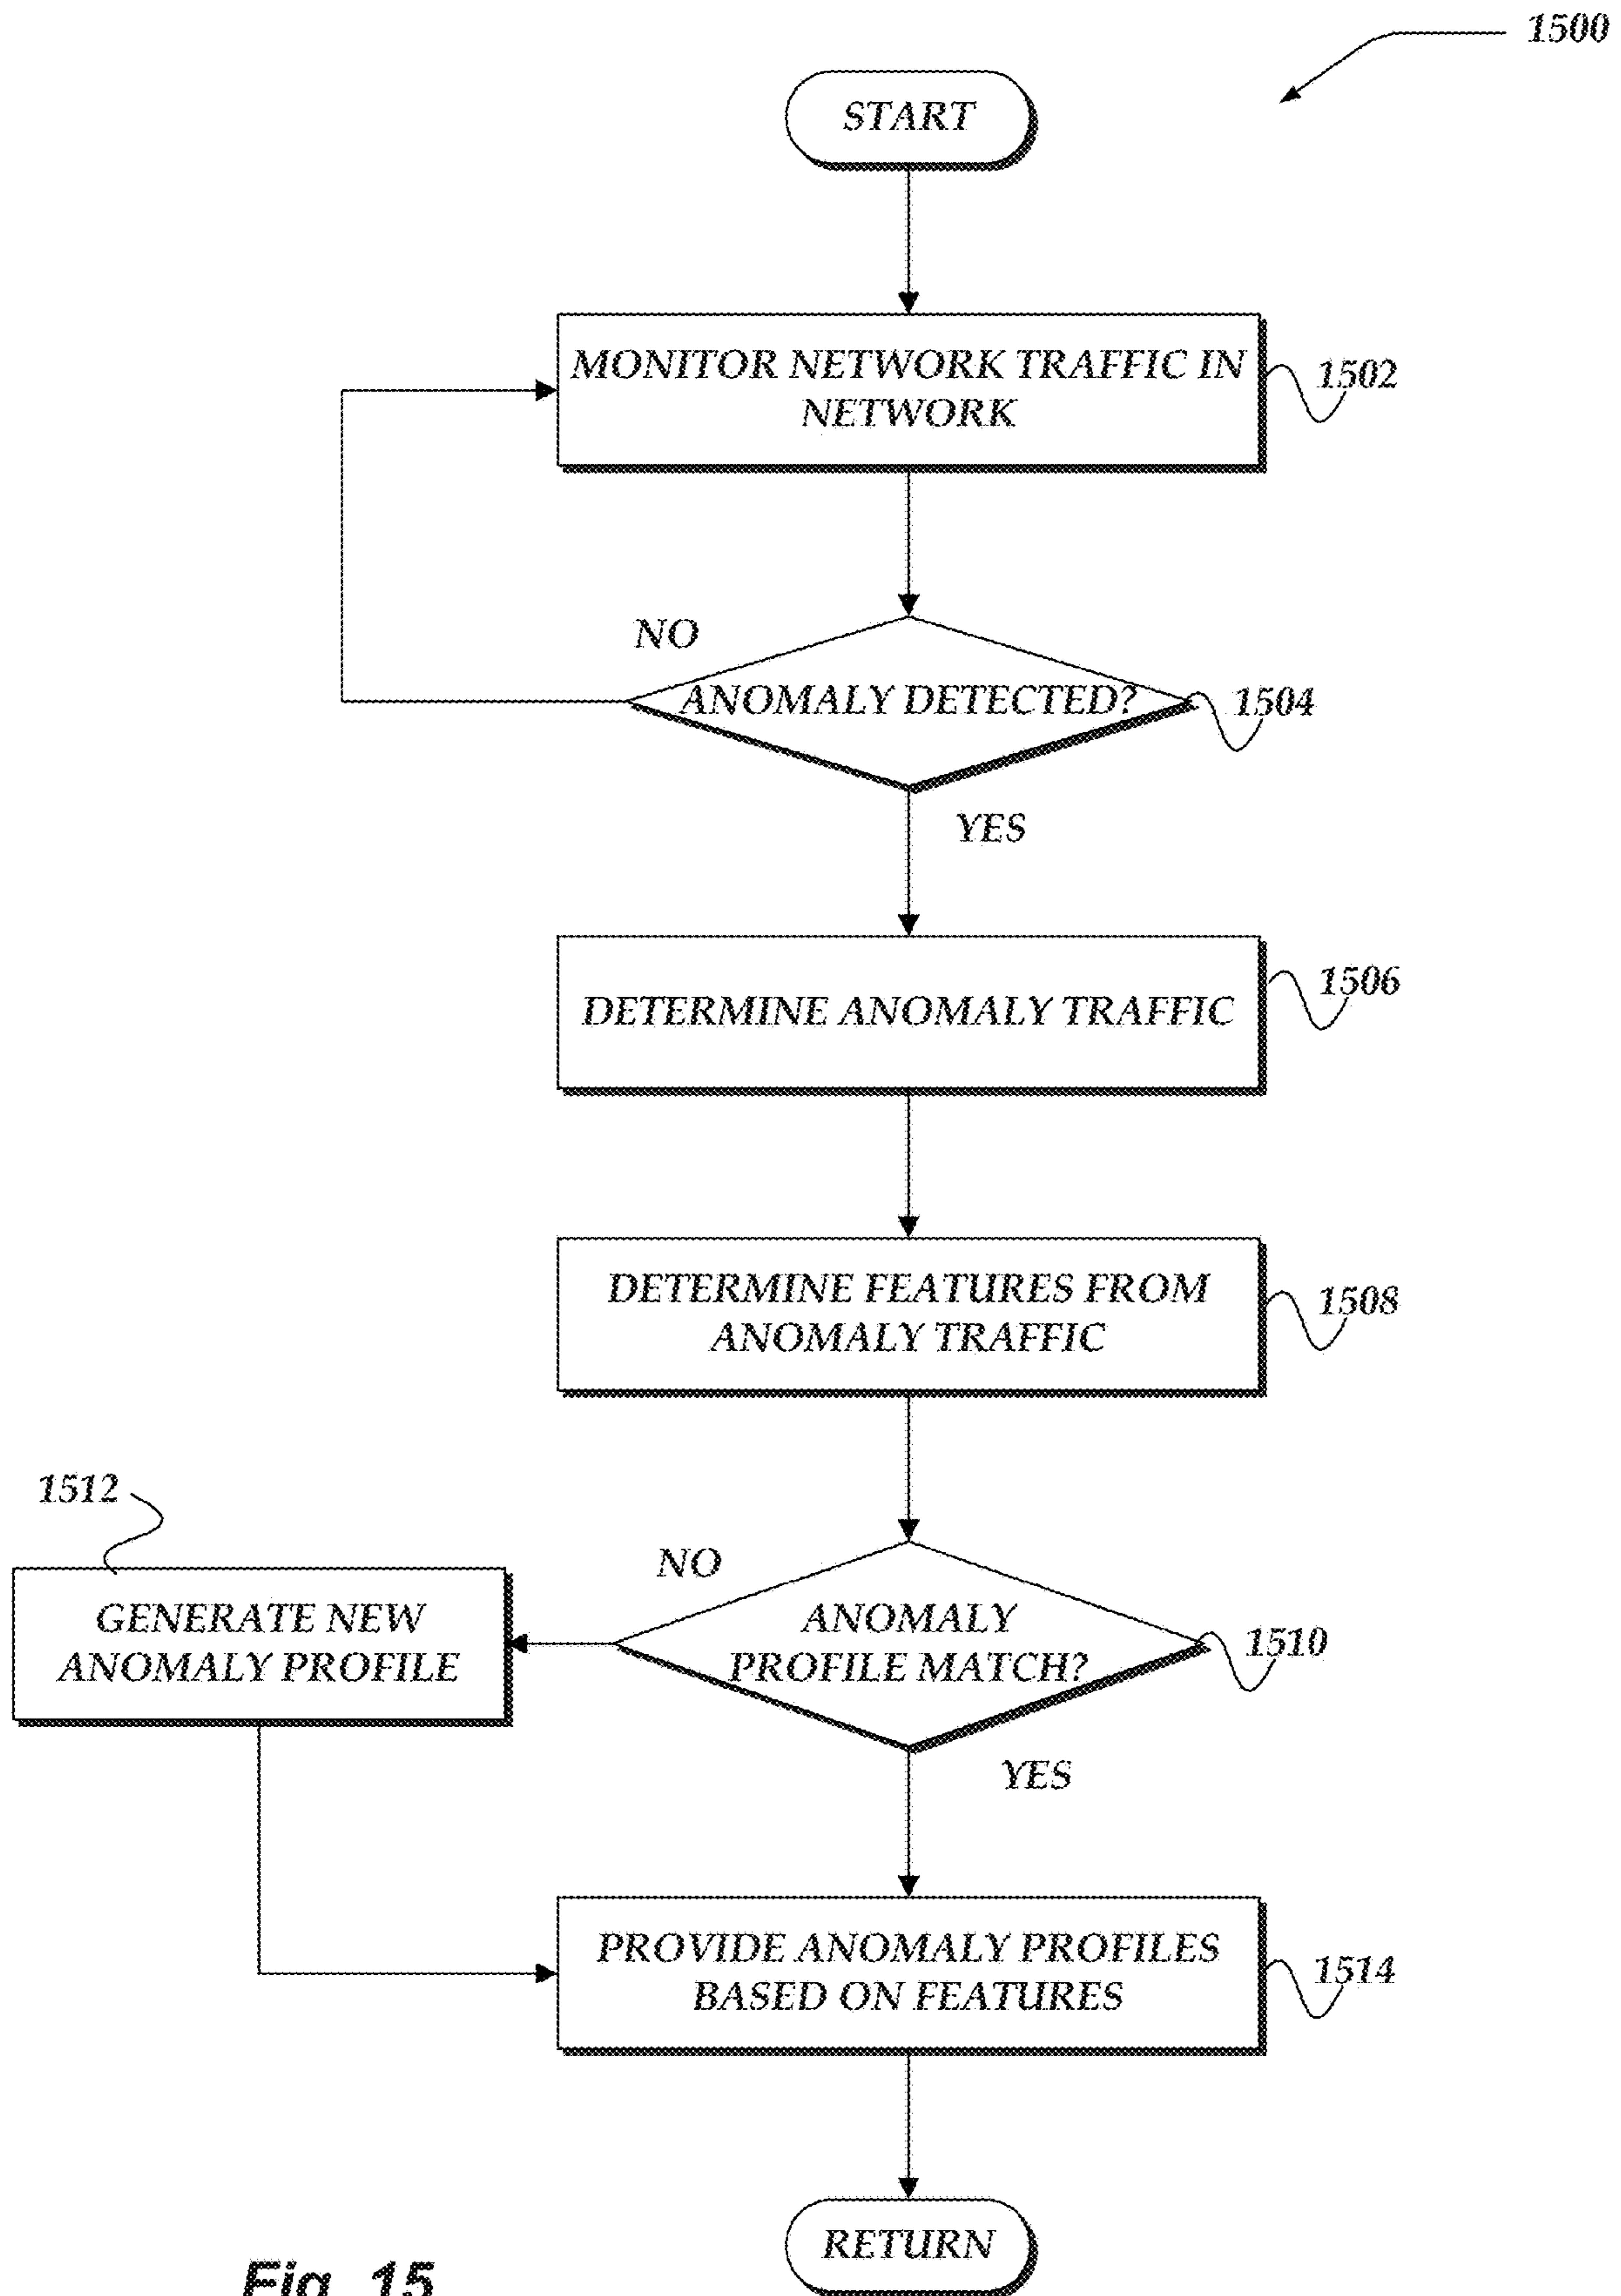 1500
START
MONITOR NETWORK TRAFFIC IN
NETWORK
1502
NO
ANOMALY DETECTED?
1504
YES
DETERMINE ANOMALY TRAFFIC
1506
DETERMINE FEATURES FROM
ANOMALY TRAFFIC
1508
1512
NO
GENERATE NEW
ANOMALY PROFILE
ANOMALY
PROFILE MATCH?
1510
YES
PROVIDE ANOMALY PROFILES
BASED ON FEATURES
1514
RETURN
Fig. 15